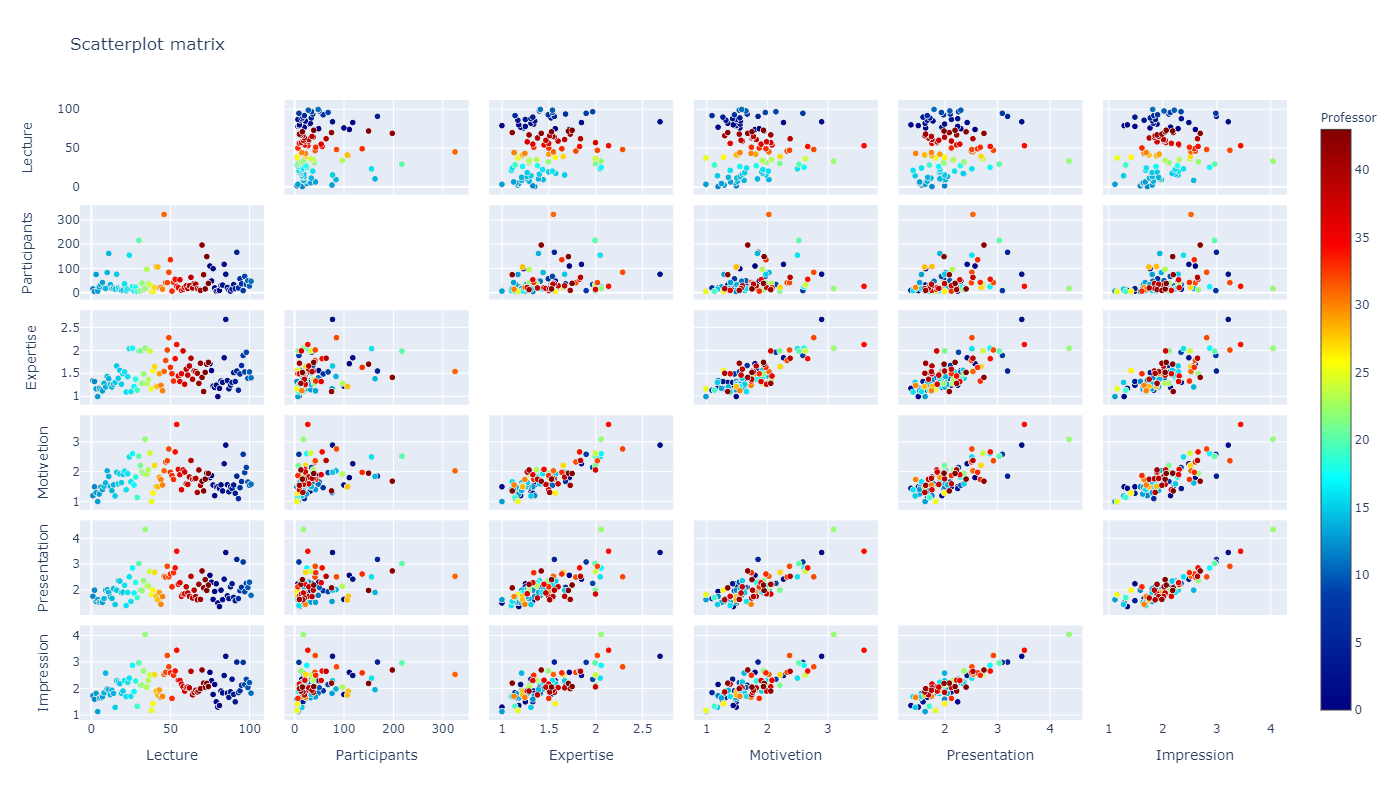 Scatterplot matrix
Professor
Lecture
100
50
0
Participants
300
200
100
0
Expertise
2.5
2
1.5
1
Motivetion
3
2
1
Presentation
4
3
2
Impression
4
3
2
1
0 50 100
0 100 200 300
1 1.5 2 2.5
1 2 3
2 3 4
1 2 3 4
Lecture Participants Expertise Motivetion Presentation Impression
40
35
30
25
20
15
10
5
0